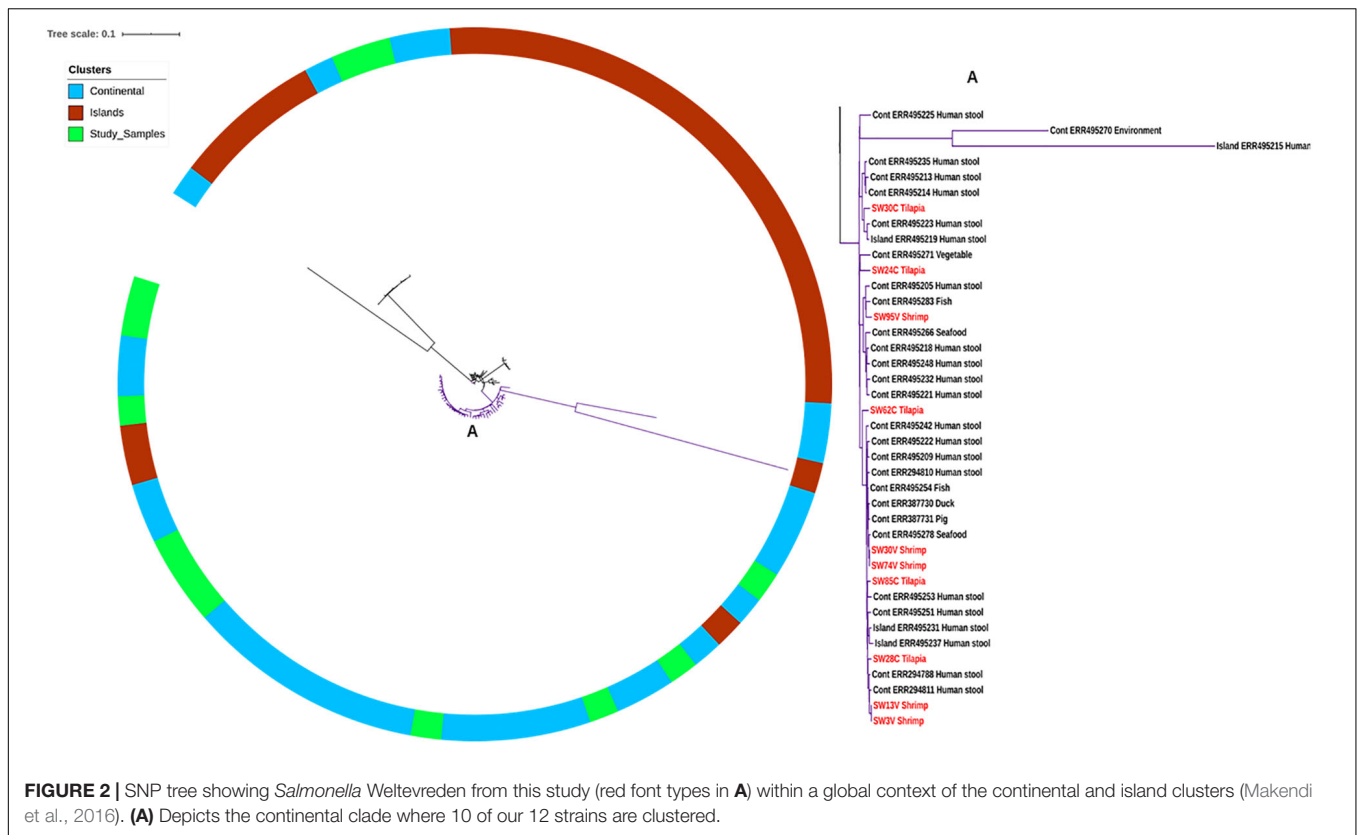 Tree scale: 0.1
Clusters
Continental
Islands
Study_Samples
A
A
Cont ERR495225 Human stool
Cont ERR495270 Environment
Island ERR495215 Human
Cont ERR495235 Human stool
Cont ERR495213 Human stool
Cont ERR495214 Human stool
SW30C Tilapia
Cont ERR495223 Human stool
Island ERR495219 Human stool
Cont ERR495271 Vegetable
SW24C Tilapia
Cont ERR495205 Human stool
Cont ERR495283 Fish
SW95V Shrimp
Cont ERR495266 Seafood
Cont ERR495218 Human stool
Cont ERR495248 Human stool
Cont ERR495232 Human stool
Cont ERR495221 Human stool
SW62C Tilapia
Cont ERR495242 Human stool
Cont ERR495222 Human stool
Cont ERR495209 Human stool
Cont ERR294810 Human stool
Cont ERR495254 Fish
Cont ERR387730 Duck
Cont ERR387731 Pig
Cont ERR495278 Seafood
SW30V Shrimp
SW74V Shrimp
SW85C Tilapia
Cont ERR495253 Human stool
Cont ERR495251 Human stool
Island ERR495231 Human stool
Island ERR495237 Human stool
SW28C Tilapia
Cont ERR294788 Human stool
Cont ERR294811 Human stool
SW13V Shrimp
SW3V Shrimp
FIGURE 2 | SNP tree showing Salmonella Weltevreden from this study (red font types in A) within a global context of the continental and island clusters (Makendi
et al., 2016). (A) Depicts the continental clade where 10 of our 12 strains are clustered.